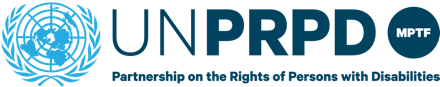 UNPRPD MPTF
Partnership on the Rights of Persons with Disabilities